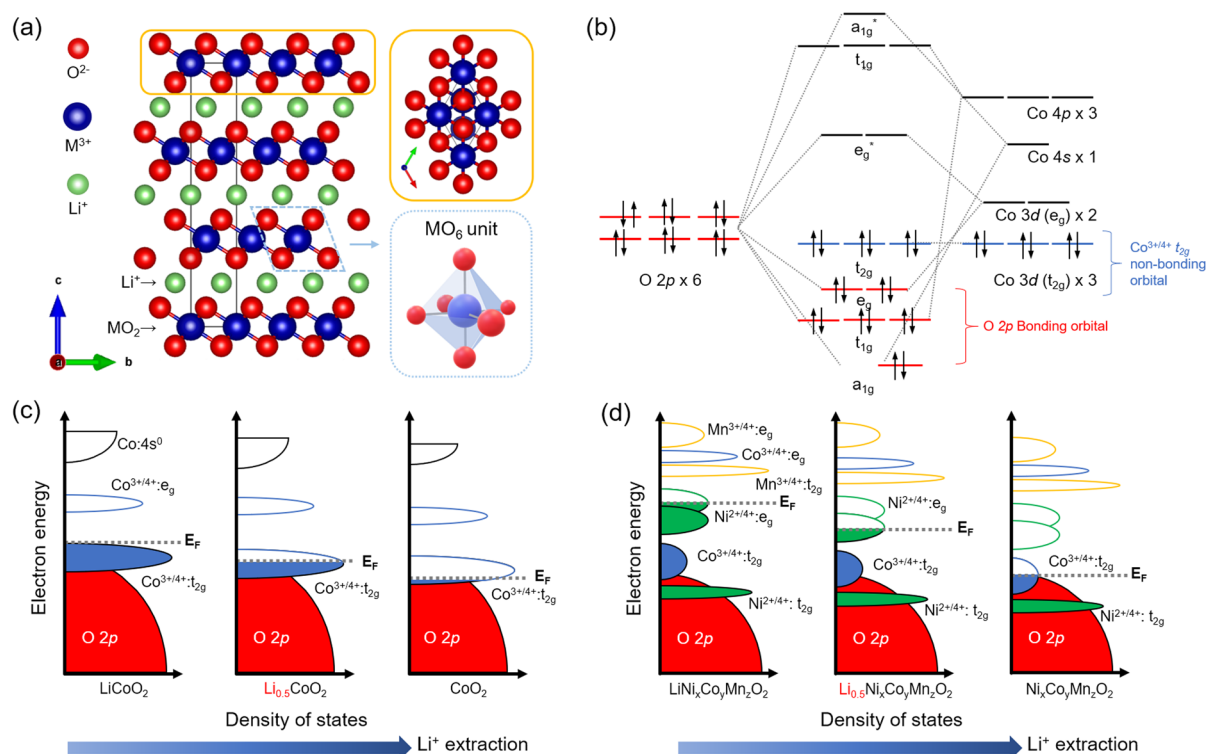 (a)
O²⁻
M³⁺
Li⁺
c
a
b
Li⁺→
MO₂→
MO₆ unit
(b)
a₁g*
t₁g
Co 4p x 3
Co 4s x 1
eg*
Co 3d (eg) x 2
O 2p x 6
t₂g
Co 3d (t₂g) x 3
Co³⁺/⁴⁺ t₂g
non-bonding
orbital
eg
t₁g
O 2p Bonding orbital
a₁g
(c)
Electron energy
Co:4s⁰
Co³⁺/⁴⁺:eg
EF
Co³⁺/⁴⁺:t₂g
O 2p
LiCoO₂
EF
Co³⁺/⁴⁺:t₂g
O 2p
Li₀.₅CoO₂
EF
Co³⁺/⁴⁺:t₂g
O 2p
CoO₂
Density of states
Li⁺ extraction
(d)
Electron energy
Mn³⁺/⁴⁺:eg
Co³⁺/⁴⁺:eg
Mn³⁺/⁴⁺:t₂g
EF
Ni²⁺/⁴⁺:eg
Co³⁺/⁴⁺:t₂g
Ni²⁺/⁴⁺: t₂g
O 2p
LiNiₓCoyMnzO₂
Ni²⁺/⁴⁺:eg
EF
Co³⁺/⁴⁺:t₂g
Ni²⁺/⁴⁺: t₂g
O 2p
Li₀.₅NiₓCoyMnzO₂
Co³⁺/⁴⁺:t₂g
EF
Ni²⁺/⁴⁺: t₂g
O 2p
NiₓCoyMnzO₂
Density of states
Li⁺ extraction